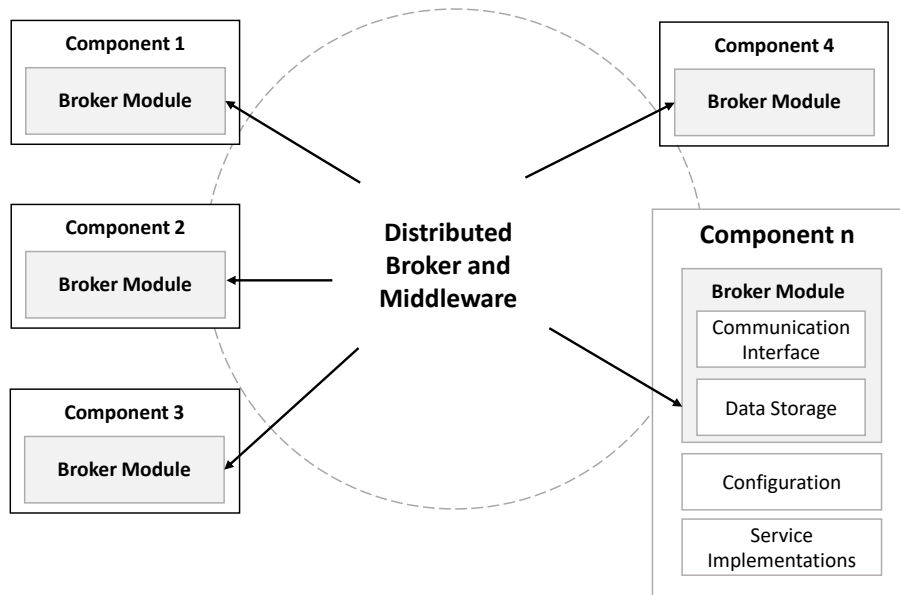 Component 1
Broker Module
Component 2
Broker Module
Component 3
Broker Module
Distributed
Broker and
Middleware
Component 4
Broker Module
Component n
Broker Module
Communication
Interface
Data Storage
Configuration
Service
Implementations